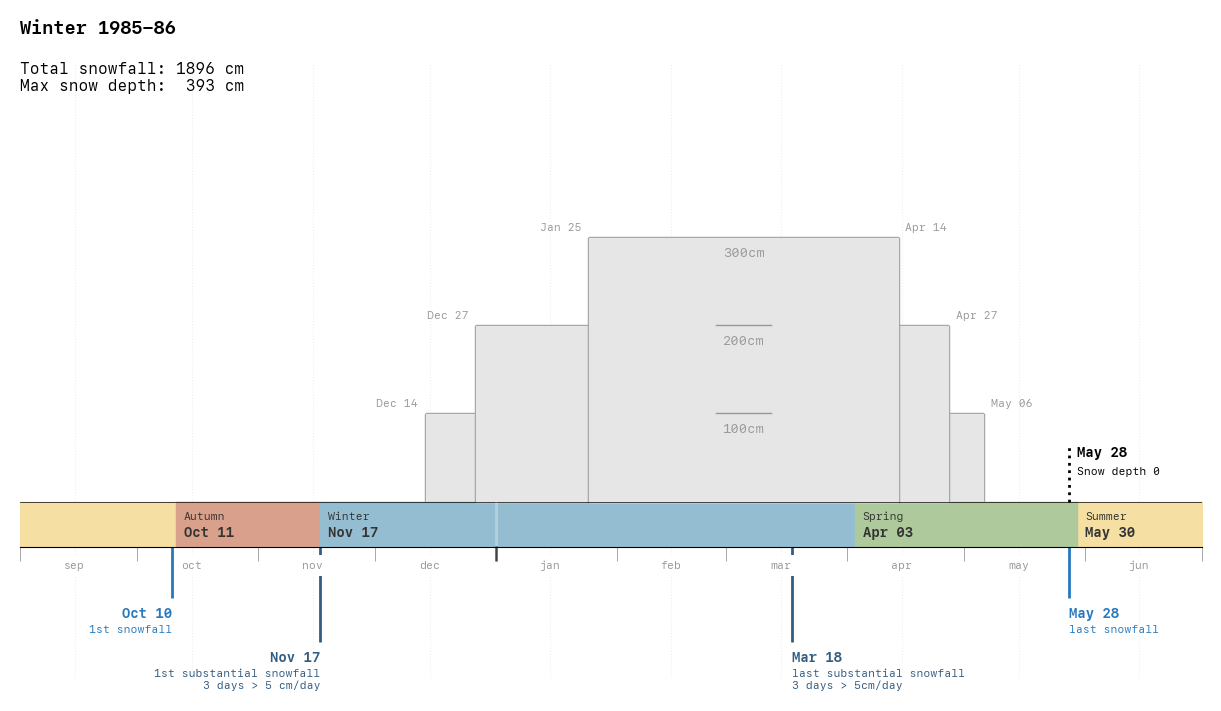 Winter 1985–86
Total snowfall: 1896 cm
Max snow depth:  393 cm
Jan 25
Apr 14
300cm
Dec 27
Apr 27
200cm
Dec 14
May 06
100cm
May 28
Snow depth 0
Autumn
Oct 11
Winter
Nov 17
Spring
Apr 03
Summer
May 30
sep oct nov dec jan feb mar apr may jun
Oct 10
1st snowfall
May 28
last snowfall
Nov 17
1st substantial snowfall
3 days > 5 cm/day
Mar 18
last substantial snowfall
3 days > 5cm/day